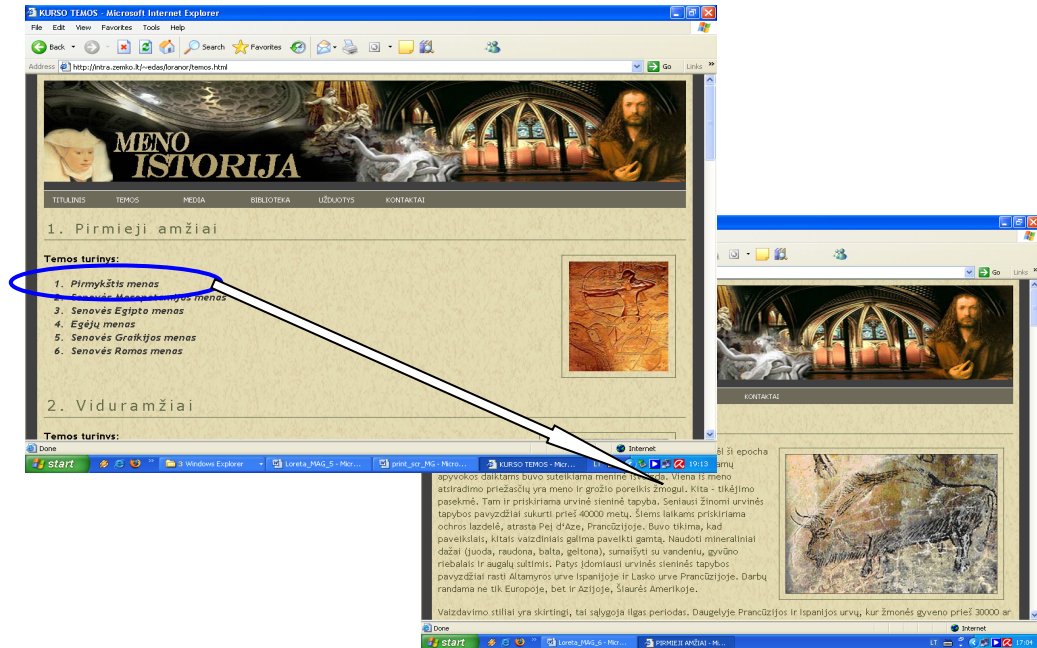 KURSO TEMOS - Microsoft Internet Explorer
File Edit View Favorites Tools Help
Back Search Favorites
Address http://intra.zemko.lt/~edas/loranor/temos.html Go Links »
MENO
ISTORIJA
TITULINIS TEMOS MEDIA BIBLIOTEKA UŽDUOTYS KONTAKTAI
1. Pirmieji amžiai
Temos turinys:
1. Pirmykštis menas
2. Senovės Mesopotamijos menas
3. Senovės Egipto menas
4. Egėjų menas
5. Senovės Graikijos menas
6. Senovės Romos menas
2. Viduramžiai
Temos turinys:
Done Internet
start » 3 Windows Explorer Loreta_MAG_5 - Micr... print_scr_MG - Micro... KURSO TEMOS - Micr... LT 19:13
Go Links »
KONTAKTAI
ši epocha
apyvokos daiktams buvo suteikiama meninė
Viena iš meno
atsiradimo priežasčių yra meno ir grožio poreikis žmogui. Kita - tikėjimo
pasekmė. Tam ir priskiriama urvinė sieninė tapyba. Seniausi žinomi urvinės
tapybos pavyzdžiai sukurti prieš 40000 metų. Šiems laikams priskiriama
ochros lazdelė, atrasta Pej d'Aze, Prancūzijoje. Buvo tikima, kad
paveikslais, kitais vaizdiniais galima paveikti gamtą. Naudoti mineraliniai
dažai (juoda, raudona, balta, geltona), sumaišyti su vandeniu, gyvūno
riebalais ir augalų sultimis. Patys įdomiausi urvinės sieninės tapybos
pavyzdžiai rasti Altamyros urve Ispanijoje ir Lasko urve Prancūzijoje. Darbų
randama ne tik Europoje, bet ir Azijoje, Šiaurės Amerikoje.
Vaizdavimo stiliai yra skirtingi, tai sąlygoja ilgas periodas. Daugelyje Prancūzijos ir Ispanijos urvų, kur žmonės gyveno prieš 30000 ar
Done Internet
start » Loreta_MAG_6 - Micr... PIRMIEJI AMŽIAI - Mi... LT 17:04